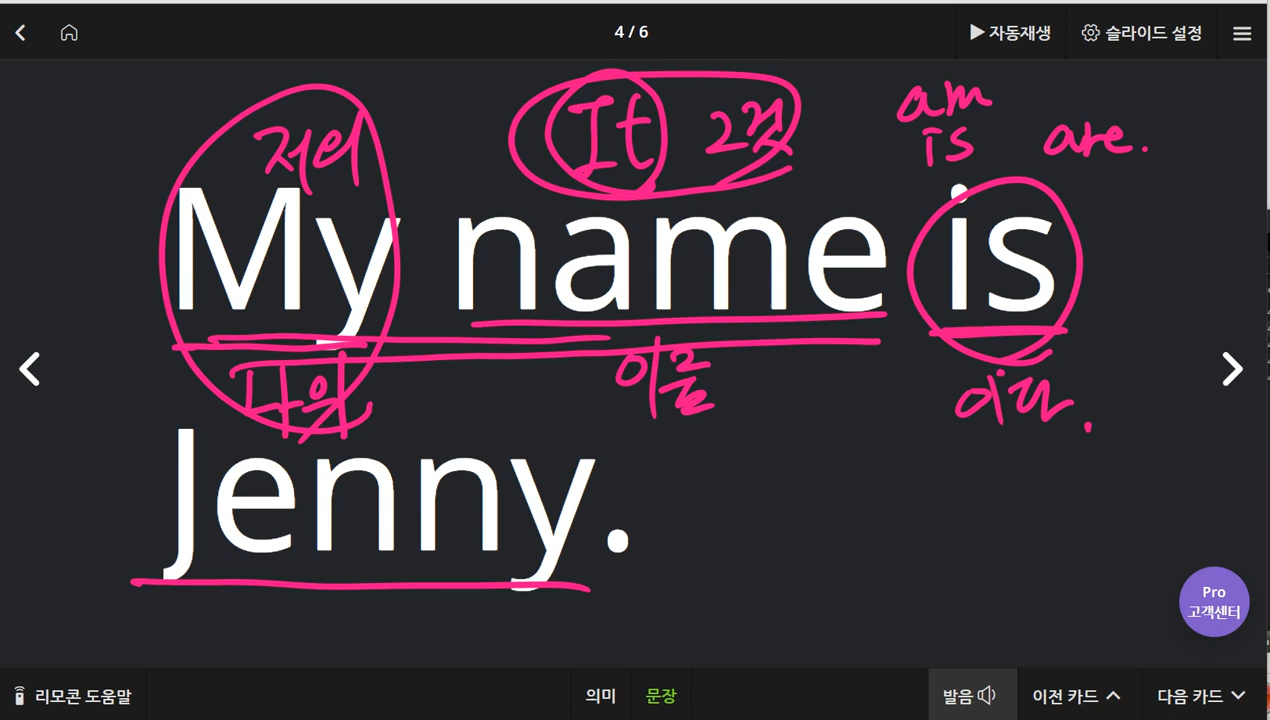 4 / 6
▶ 자동재생
슬라이드 설정
am
It 그것
is are.
My name is
나의 이름 이다.
Jenny.
Pro
고객센터
리모콘 도움말
의미
문장
발음
이전 카드
다음 카드